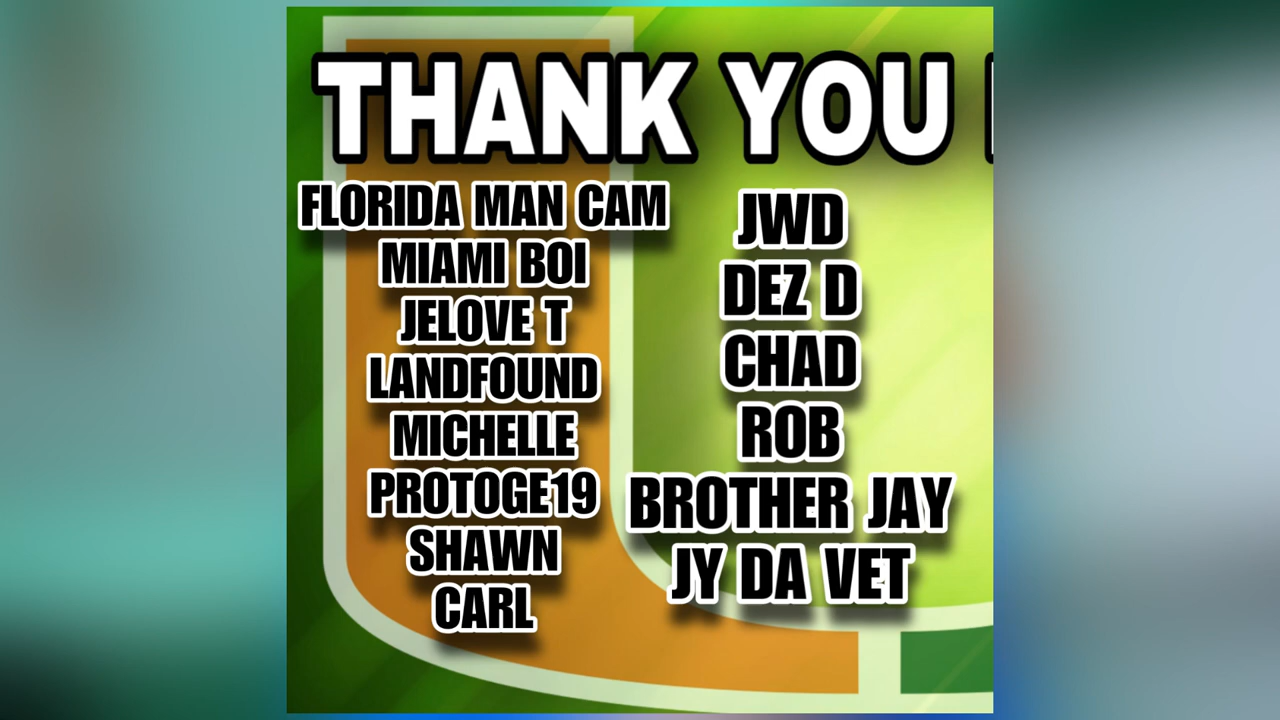 THANK YOU
FLORIDA MAN CAM
MIAMI BOI
JELOVE T
LANDFOUND
MICHELLE
PROTOGE19
SHAWN
CARL
JWD
DEZ D
CHAD
ROB
BROTHER JAY
JY DA VET